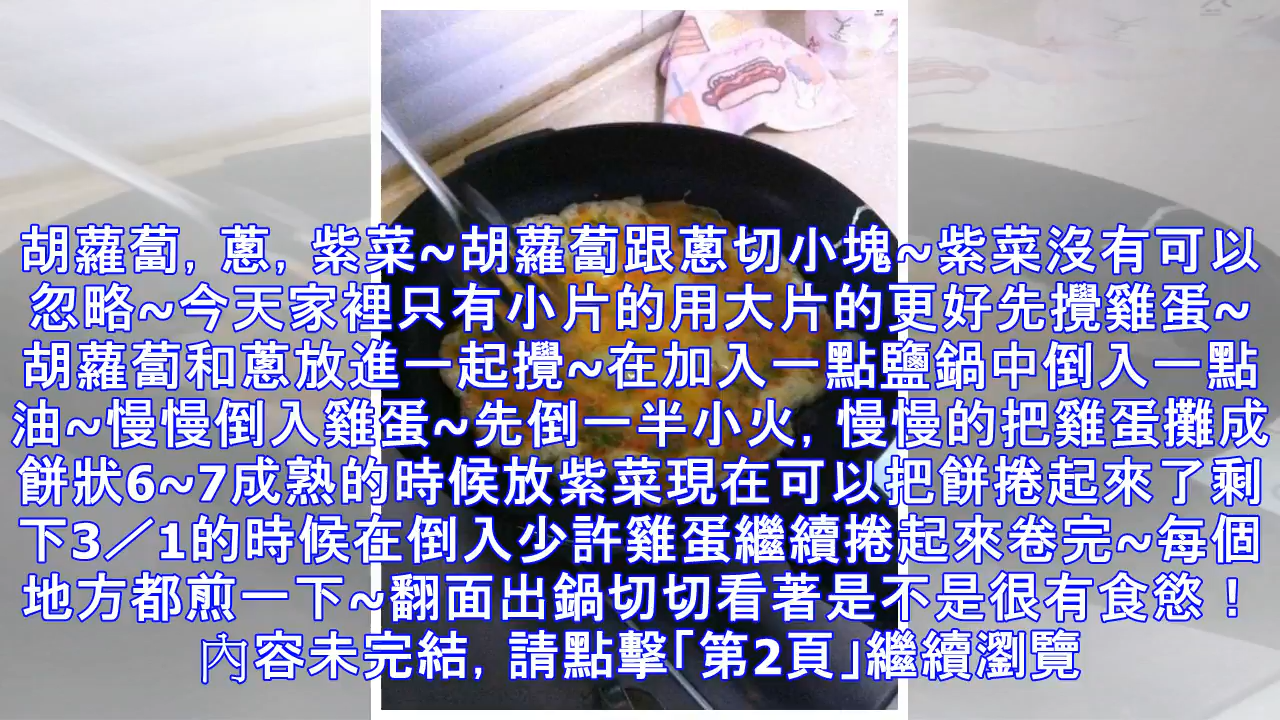 胡蘿蔔, 蔥, 紫菜~胡蘿蔔跟蔥切小塊~紫菜沒有可以
忽略~今天家裡只有小片的用大片的更好先攪雞蛋~
胡蘿蔔和蔥放進一起攪~在加入一點鹽鍋中倒入一點
油~慢慢倒入雞蛋~先倒一半小火, 慢慢的把雞蛋攤成
餅狀6~7成熟的時候放紫菜現在可以把餅捲起來了剩
下3／1的時候在倒入少許雞蛋繼續捲起來卷完~每個
地方都煎一下~翻面出鍋切切看著是不是很有食慾！
內容未完結, 請點擊「第2頁」繼續瀏覽